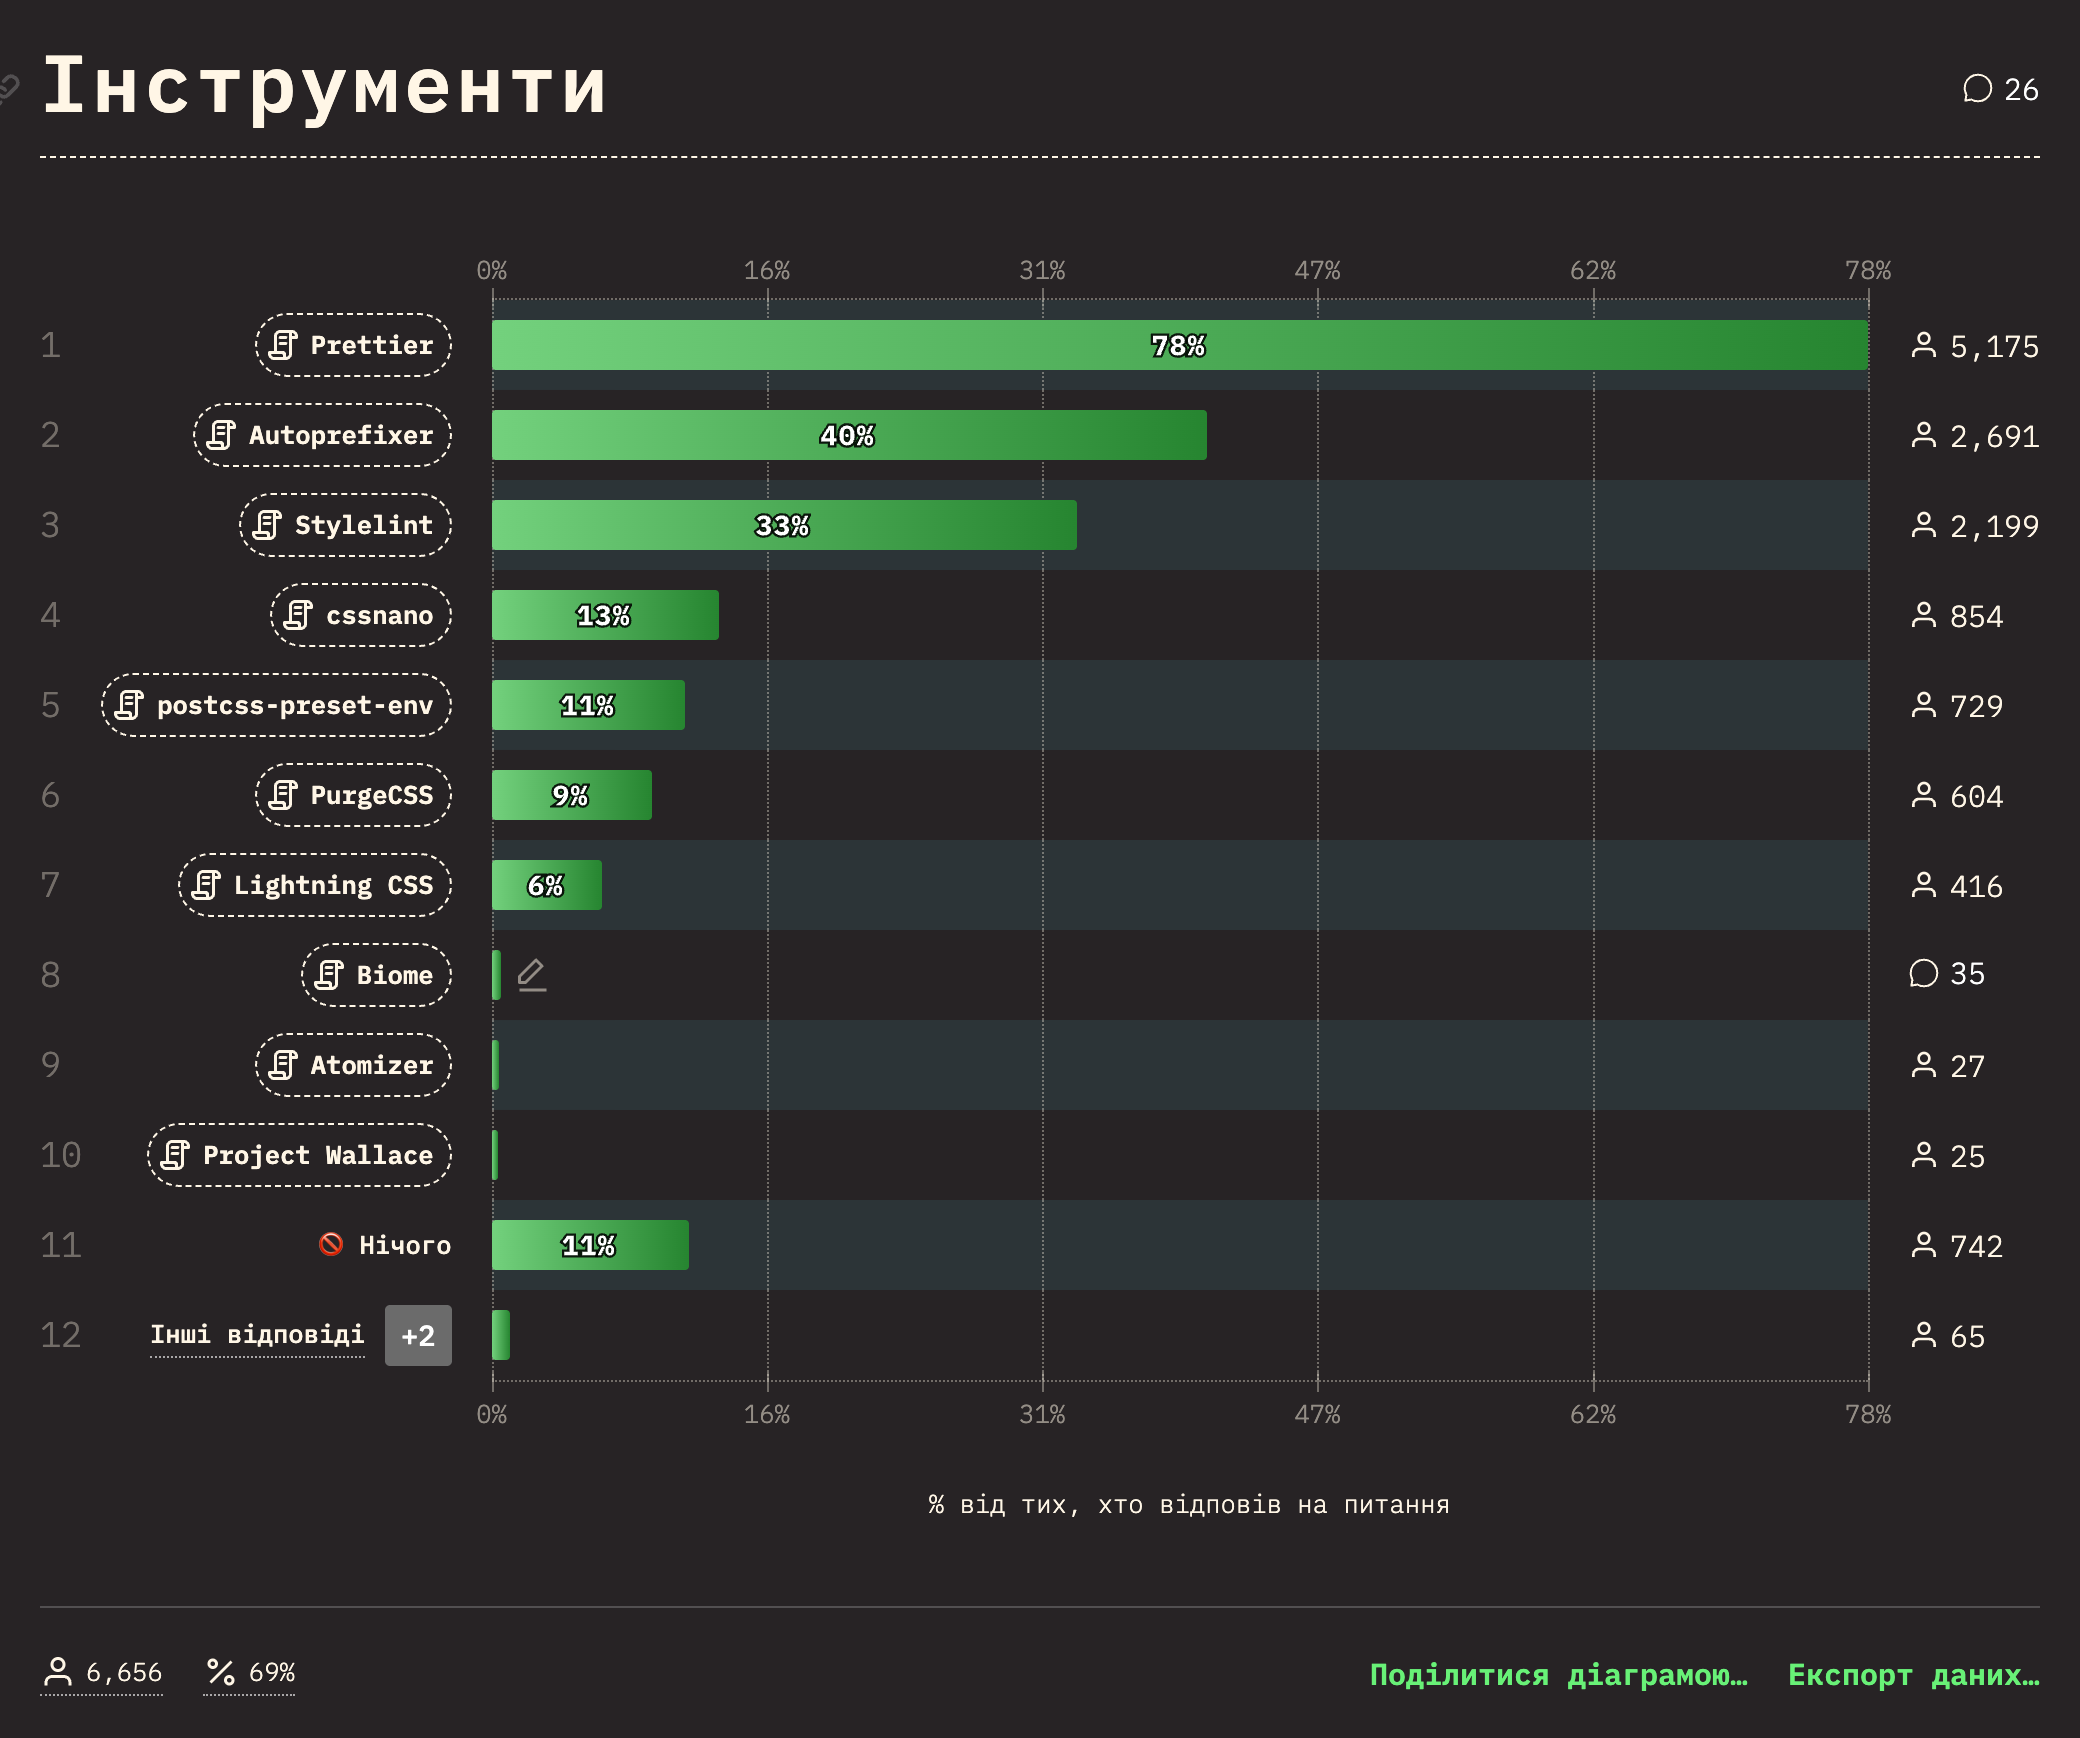 Інструменти
26
0% 16% 31% 47% 62% 78%
1 Prettier 78% 5,175
2 Autoprefixer 40% 2,691
3 Stylelint 33% 2,199
4 cssnano 13% 854
5 postcss-preset-env 11% 729
6 PurgeCSS 9% 604
7 Lightning CSS 6% 416
8 Biome 35
9 Atomizer 27
10 Project Wallace 25
11 Нічого 11% 742
12 Інші відповіді +2 65
0% 16% 31% 47% 62% 78%
% від тих, хто відповів на питання
6,656 69% Поділитися діаграмою… Експорт даних…